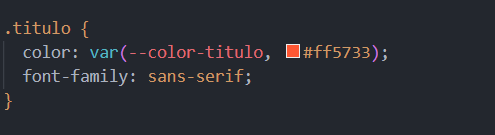 .titulo {
  color: var(--color-titulo, #ff5733);
  font-family: sans-serif;
}